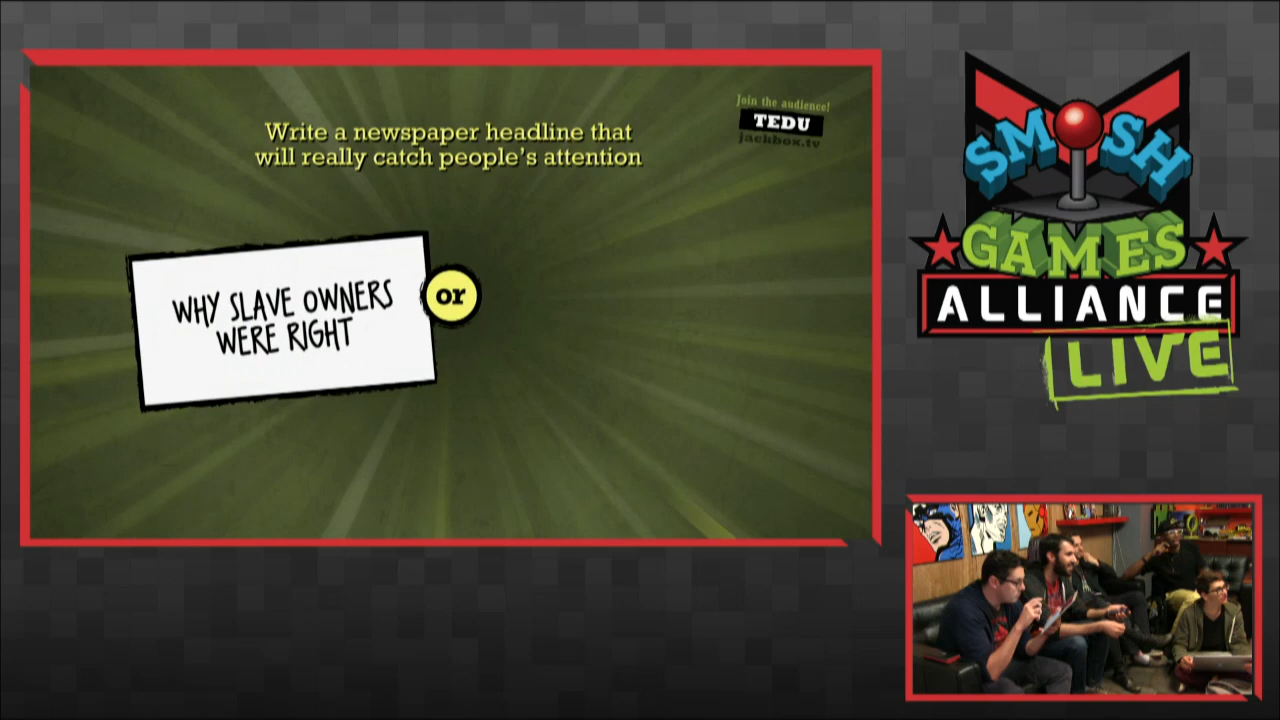 Join the audience!
TEDU
jackbox.tv
Write a newspaper headline that
will really catch people's attention
WHY SLAVE OWNERS
WERE RIGHT
or
SMOSH
GAMES
ALLIANCE
LIVE